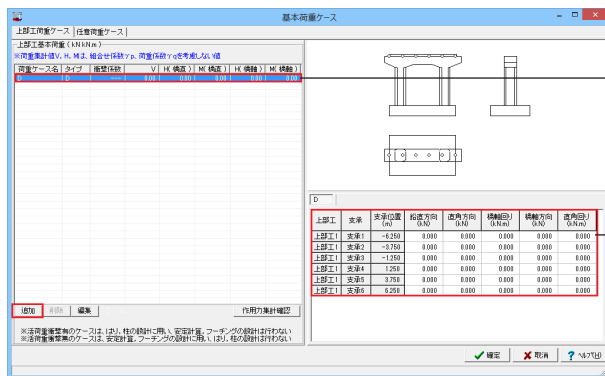 基本荷重ケース
上部工荷重ケース 任意荷重ケース
上部工基本荷重(kN kN.m)
※荷重集計値V、H、Mは、組合せ係数γp、荷重係数γqを考慮しない値
荷重ケース名 タイプ 衝撃係数 V H(橋直) M(橋直) H(橋軸) M(橋軸)
D D ---- 0.00 0.00 0.00 0.00 0.00
追加 削除 編集 作用力集計確認
※活荷重衝撃有のケースは、はり、柱の設計に用い、安定計算、フーチングの設計は行わない
※活荷重衝撃無のケースは、安定計算、フーチングの設計に用い、はり、柱の設計は行わない
D
上部工 支承 支承位置(m) 鉛直方向(kN) 直角方向(kN) 橋軸回り(kN.m) 橋軸方向(kN) 直角回り(kN.m)
上部工1 支承1 -6.250 0.000 0.000 0.000 0.000 0.000
上部工1 支承2 -3.750 0.000 0.000 0.000 0.000 0.000
上部工1 支承3 -1.250 0.000 0.000 0.000 0.000 0.000
上部工1 支承4 1.250 0.000 0.000 0.000 0.000 0.000
上部工1 支承5 3.750 0.000 0.000 0.000 0.000 0.000
上部工1 支承6 6.250 0.000 0.000 0.000 0.000 0.000
確定 取消 ? ヘルプ(H)